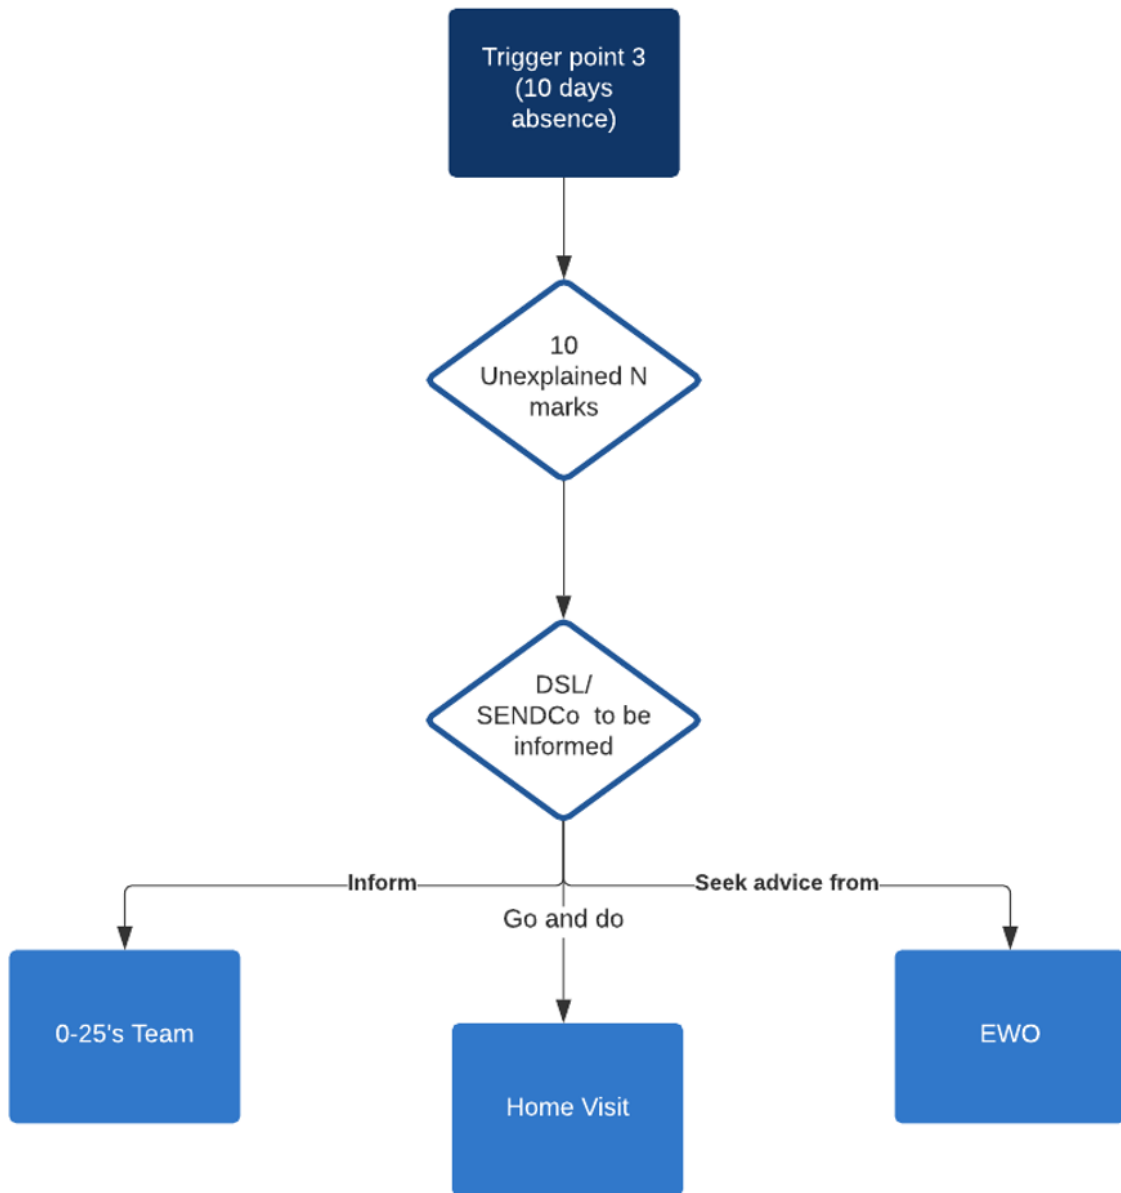 Trigger point 3
(10 days
absence)
10
Unexplained N
marks
DSL/
SENDCo to be
informed
Inform
Seek advice from
Go and do
0-25's Team
EWO
Home Visit